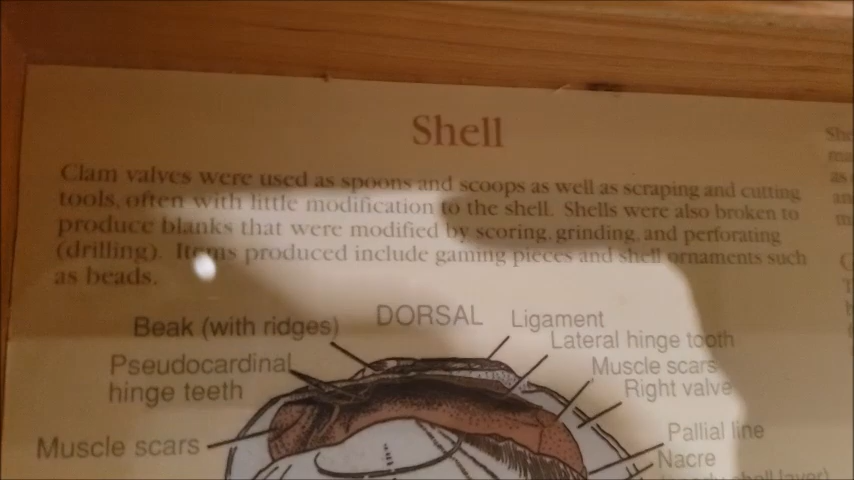 Shell
Clam valves were used as spoons and scoops as well as scraping and cutting
tools, often with little modification to the shell. Shells were also broken to
produce blanks that were modified by scoring, grinding, and perforating
(drilling). Items produced include gaming pieces and shell ornaments such
as beads.
DORSAL
Beak (with ridges)
Ligament
Lateral hinge tooth
Pseudocardinal
hinge teeth
Muscle scars
Right valve
Muscle scars
Pallial line
Nacre
shell layer)